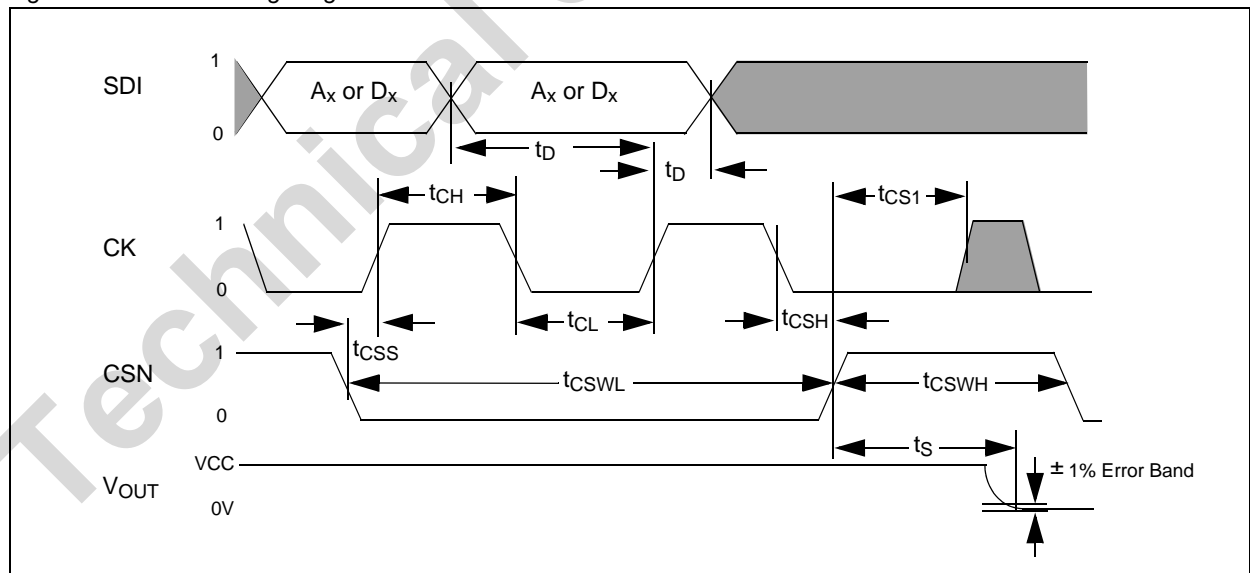 Technical
SDI
1
0
Ax or Dx
Ax or Dx
tD
tD
tCH
tCS1
CK
1
0
tCL
tCSH
tCSS
CSN
1
0
tCSWL
tCSWH
tS
VOUT
VCC
0V
± 1% Error Band